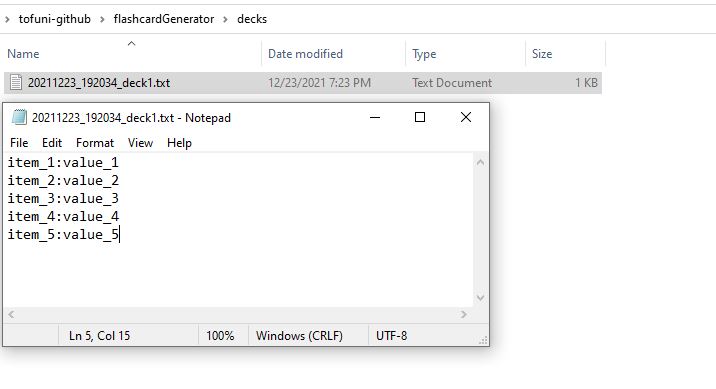 tofuni-github > flashcardGenerator > decks
Name Date modified Type Size
20211223_192034_deck1.txt 12/23/2021 7:23 PM Text Document 1 KB
20211223_192034_deck1.txt - Notepad
File Edit Format View Help
item_1:value_1
item_2:value_2
item_3:value_3
item_4:value_4
item_5:value_5
Ln 5, Col 15 100% Windows (CRLF) UTF-8